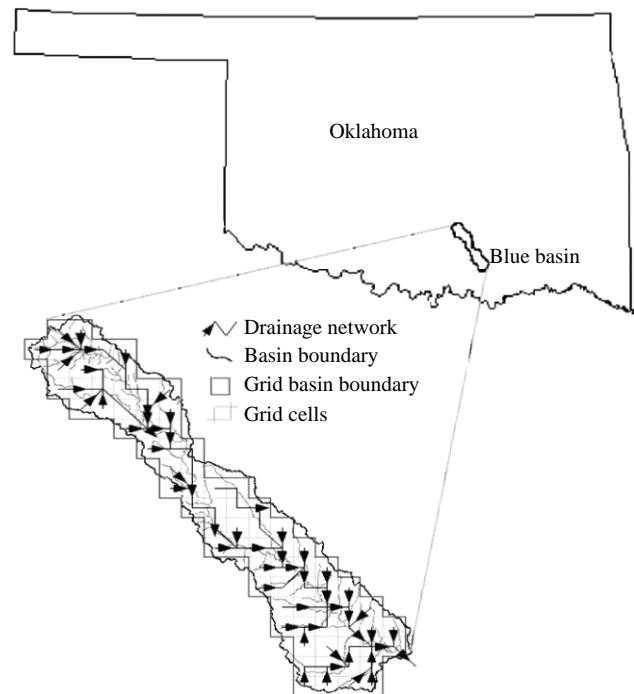 Oklahoma
Blue basin
Drainage network
Basin boundary
Grid basin boundary
Grid cells